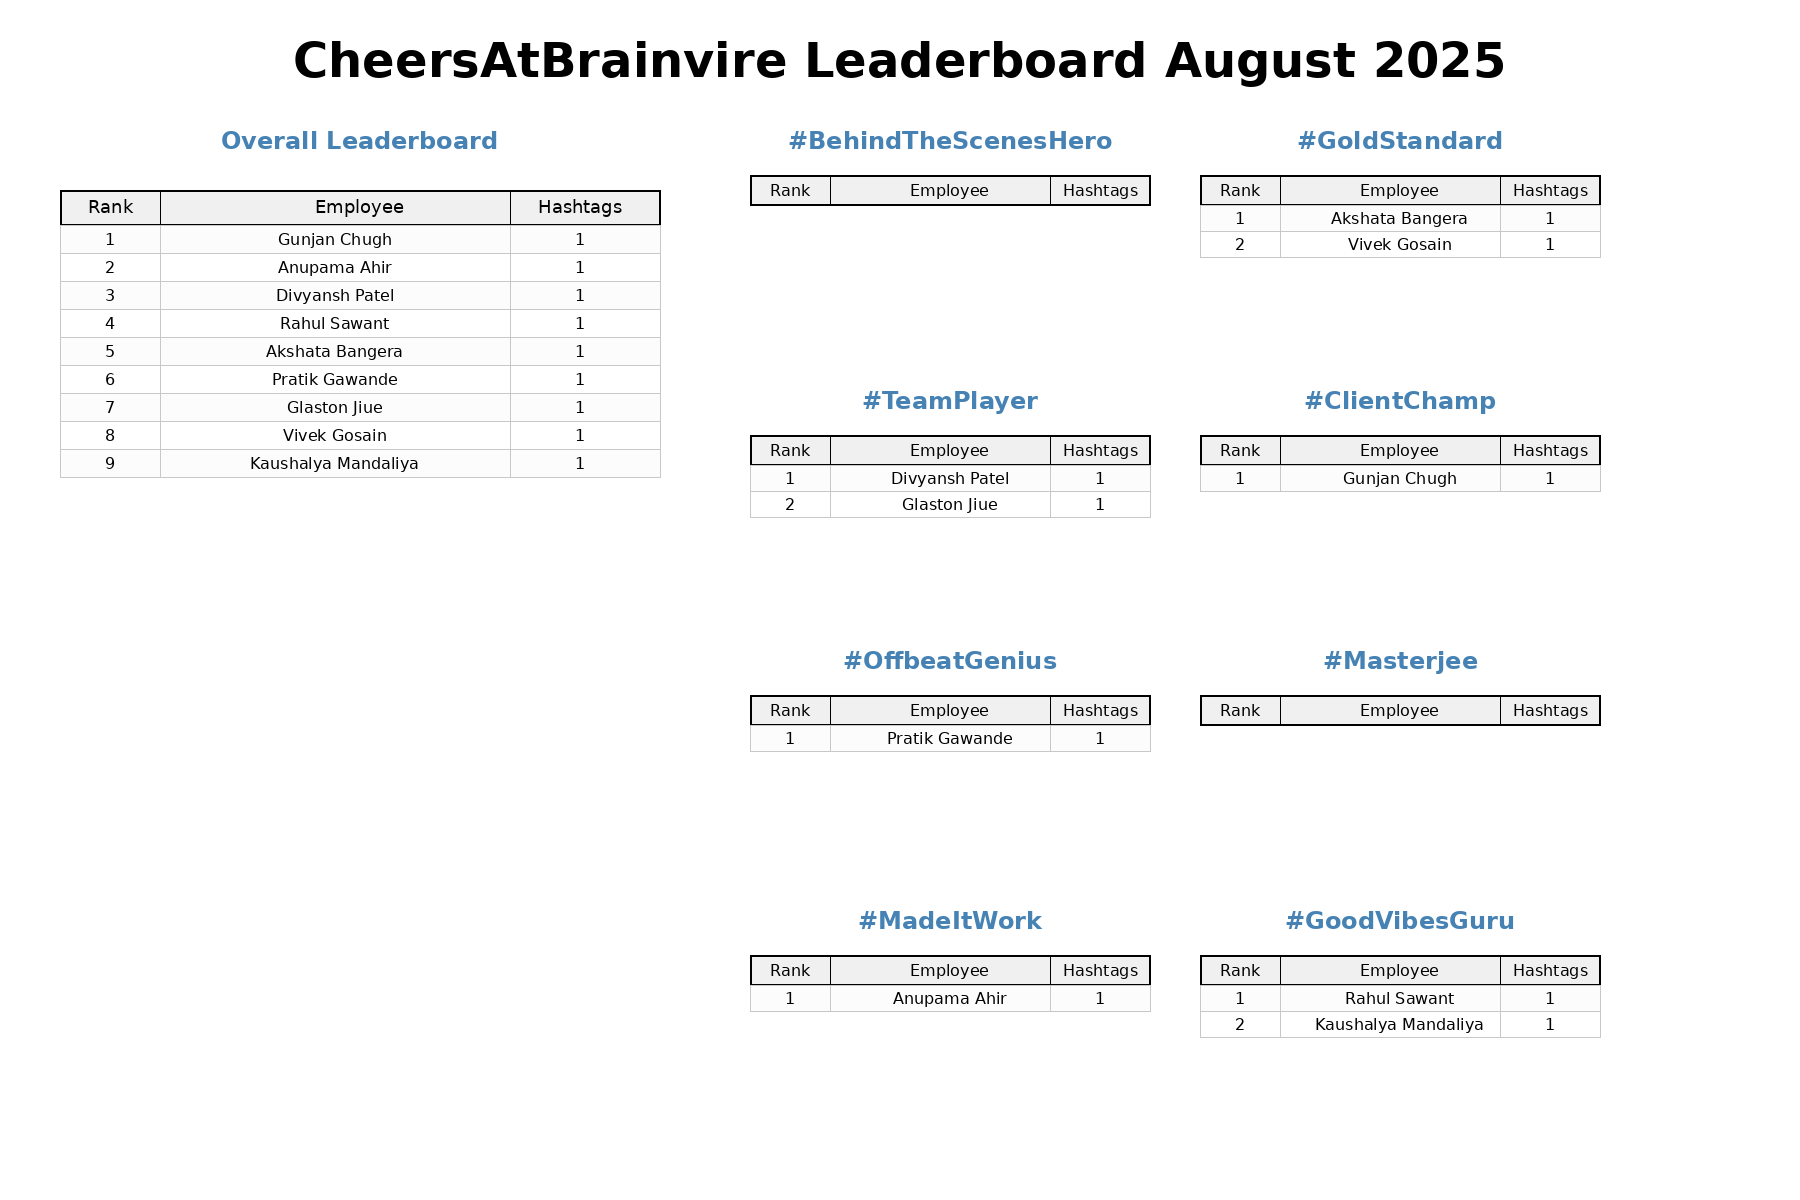 CheersAtBrainvire Leaderboard August 2025
Overall Leaderboard
Rank Employee Hashtags
1 Gunjan Chugh 1
2 Anupama Ahir 1
3 Divyansh Patel 1
4 Rahul Sawant 1
5 Akshata Bangera 1
6 Pratik Gawande 1
7 Glaston Jiue 1
8 Vivek Gosain 1
9 Kaushalya Mandaliya 1
#BehindTheScenesHero
Rank Employee Hashtags
#GoldStandard
Rank Employee Hashtags
1 Akshata Bangera 1
2 Vivek Gosain 1
#TeamPlayer
Rank Employee Hashtags
1 Divyansh Patel 1
2 Glaston Jiue 1
#ClientChamp
Rank Employee Hashtags
1 Gunjan Chugh 1
#OffbeatGenius
Rank Employee Hashtags
1 Pratik Gawande 1
#Masterjee
Rank Employee Hashtags
#MadeItWork
Rank Employee Hashtags
1 Anupama Ahir 1
#GoodVibesGuru
Rank Employee Hashtags
1 Rahul Sawant 1
2 Kaushalya Mandaliya 1